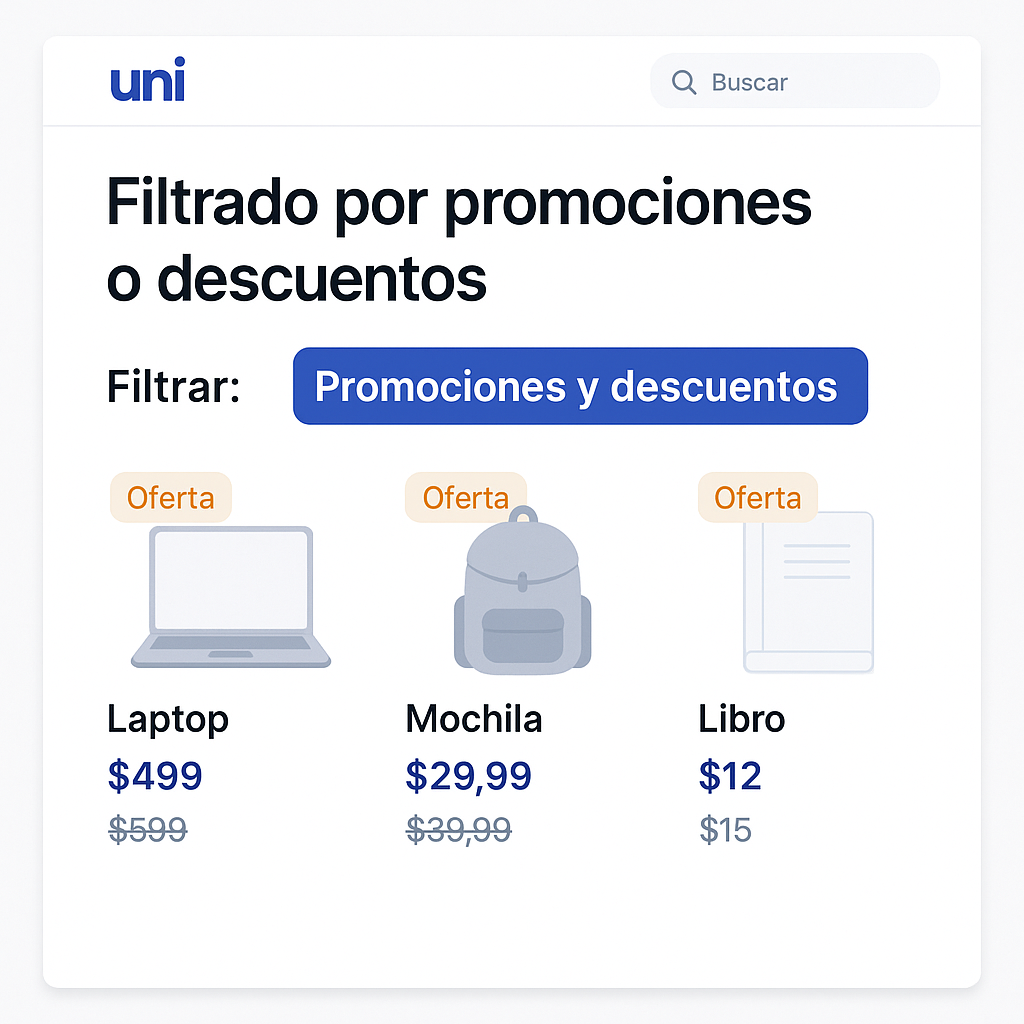 uni
Buscar
Filtrado por promociones
o descuentos
Filtrar:
Promociones y descuentos
Oferta
Oferta
Oferta
Laptop
$499
$599
Mochila
$29,99
$39,99
Libro
$12
$15